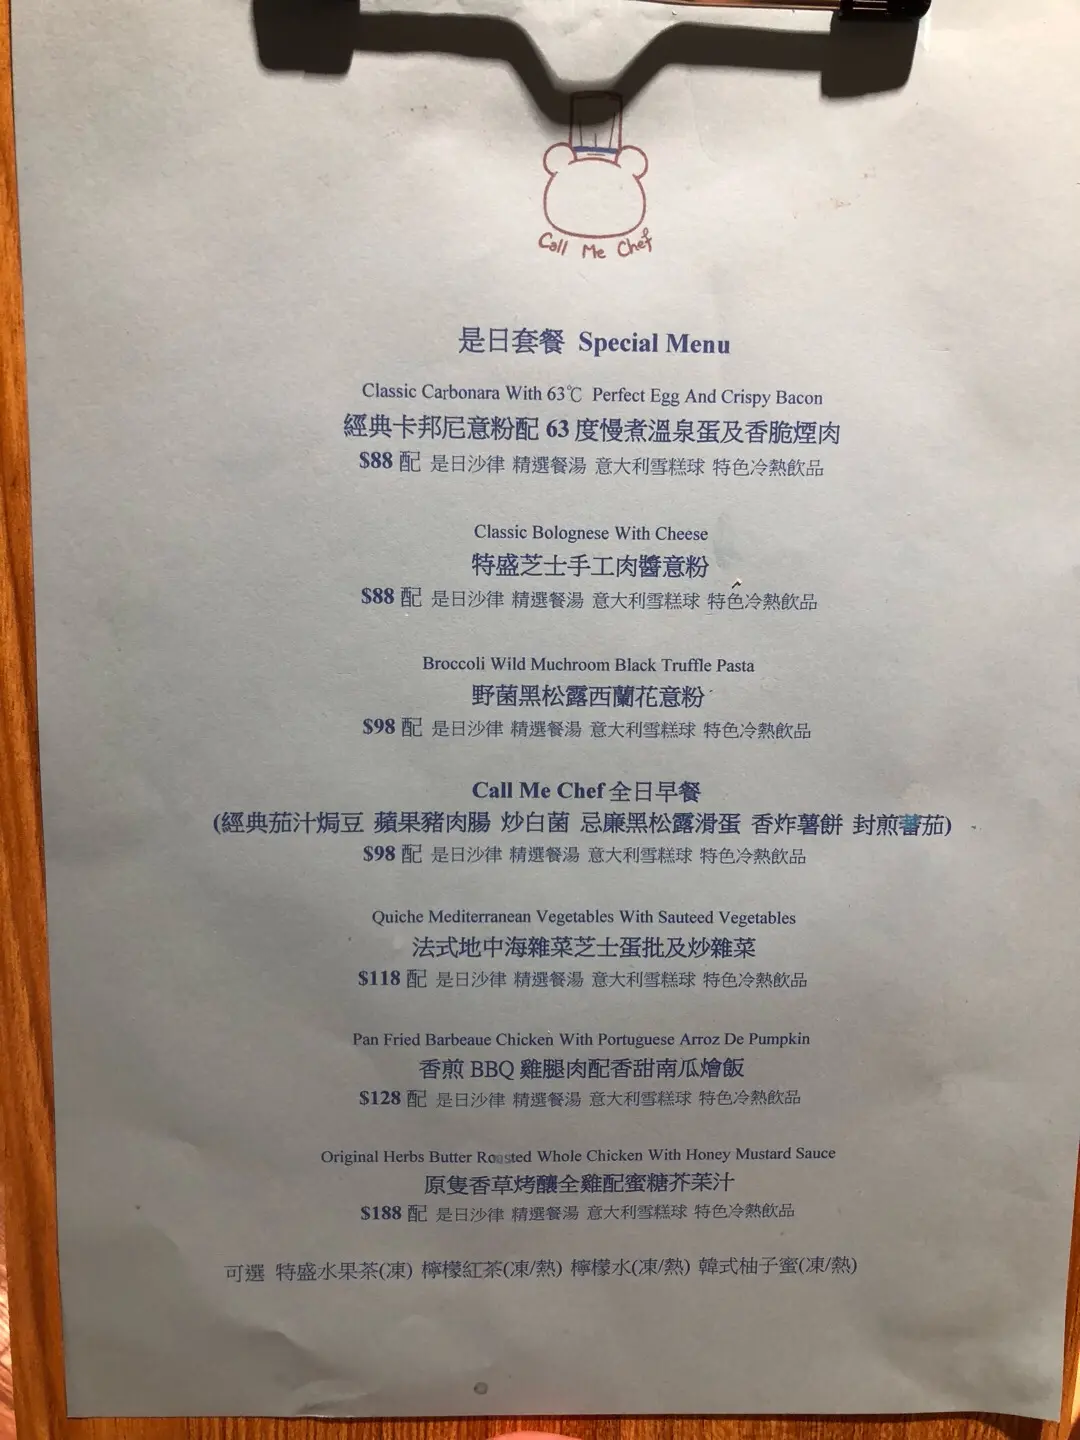 Call Me Chef
是日套餐 Special Menu
Classic Carbonara With 63℃ Perfect Egg And Crispy Bacon
經典卡邦尼意粉配 63 度慢煮溫泉蛋及香脆煙肉
$88 配 是日沙律 精選餐湯 意大利雪糕球 特色冷熱飲品
Classic Bolognese With Cheese
特盛芝士手工肉醬意粉
$88 配 是日沙律 精選餐湯 意大利雪糕球 特色冷熱飲品
Broccoli Wild Muchroom Black Truffle Pasta
野菌黑松露西蘭花意粉
$98 配 是日沙律 精選餐湯 意大利雪糕球 特色冷熱飲品
Call Me Chef 全日早餐
(經典茄汁焗豆 蘋果豬肉腸 炒白菌 忌廉黑松露滑蛋 香炸薯餅 封煎蕃茄)
$98 配 是日沙律 精選餐湯 意大利雪糕球 特色冷熱飲品
Quiche Mediterranean Vegetables With Sauteed Vegetables
法式地中海雜菜芝士蛋批及炒雜菜
$118 配 是日沙律 精選餐湯 意大利雪糕球 特色冷熱飲品
Pan Fried Barbeaue Chicken With Portuguese Arroz De Pumpkin
香煎 BBQ 雞腿肉配香甜南瓜燴飯
$128 配 是日沙律 精選餐湯 意大利雪糕球 特色冷熱飲品
Original Herbs Butter Roasted Whole Chicken With Honey Mustard Sauce
原隻香草烤釀全雞配蜜糖芥茉汁
$188 配 是日沙律 精選餐湯 意大利雪糕球 特色冷熱飲品
可選 特盛水果茶(凍) 檸檬紅茶(凍/熱) 檸檬水(凍/熱) 韓式柚子蜜(凍/熱)